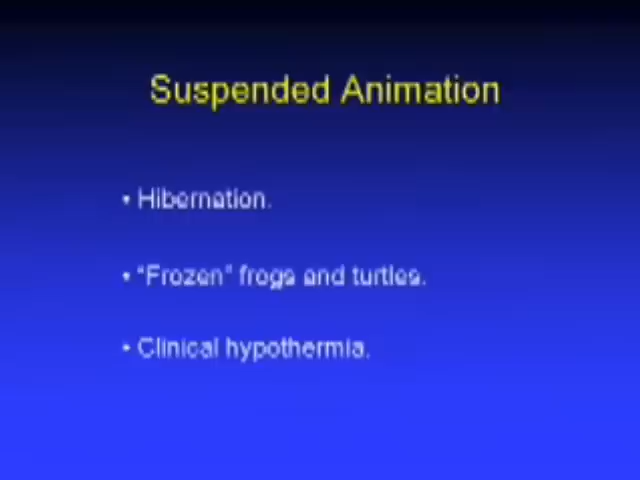 Suspended Animation
• Hibernation.
• "Frozen" frogs and turtles.
• Clinical hypothermia.